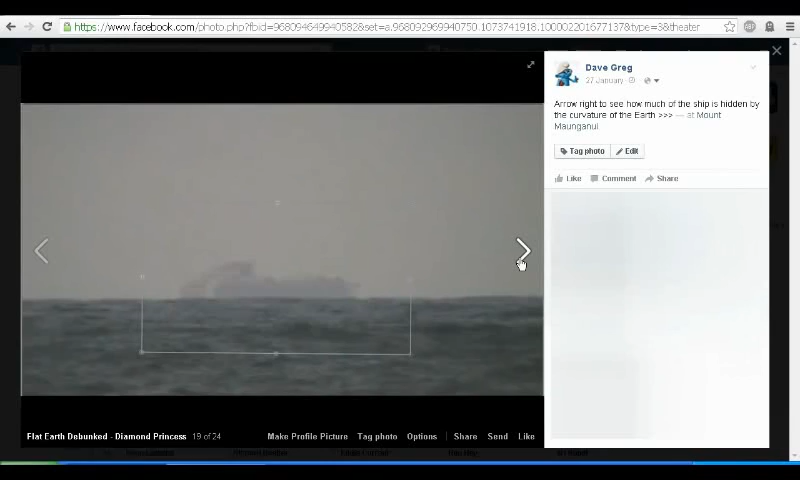 https://www.facebook.com/photo.php?fbid=968094649940582&set=a.968092969940750.1073741918.100002201677137&type=3&theater
Dave Greg
27 January
Arrow right to see how much of the ship is hidden by
the curvature of the Earth >>> — at Mount
Maunganui
Tag photo Edit
Like Comment Share
Flat Earth Debunked - Diamond Princess 19 of 24 Make Profile Picture Tag photo Options Share Send Like